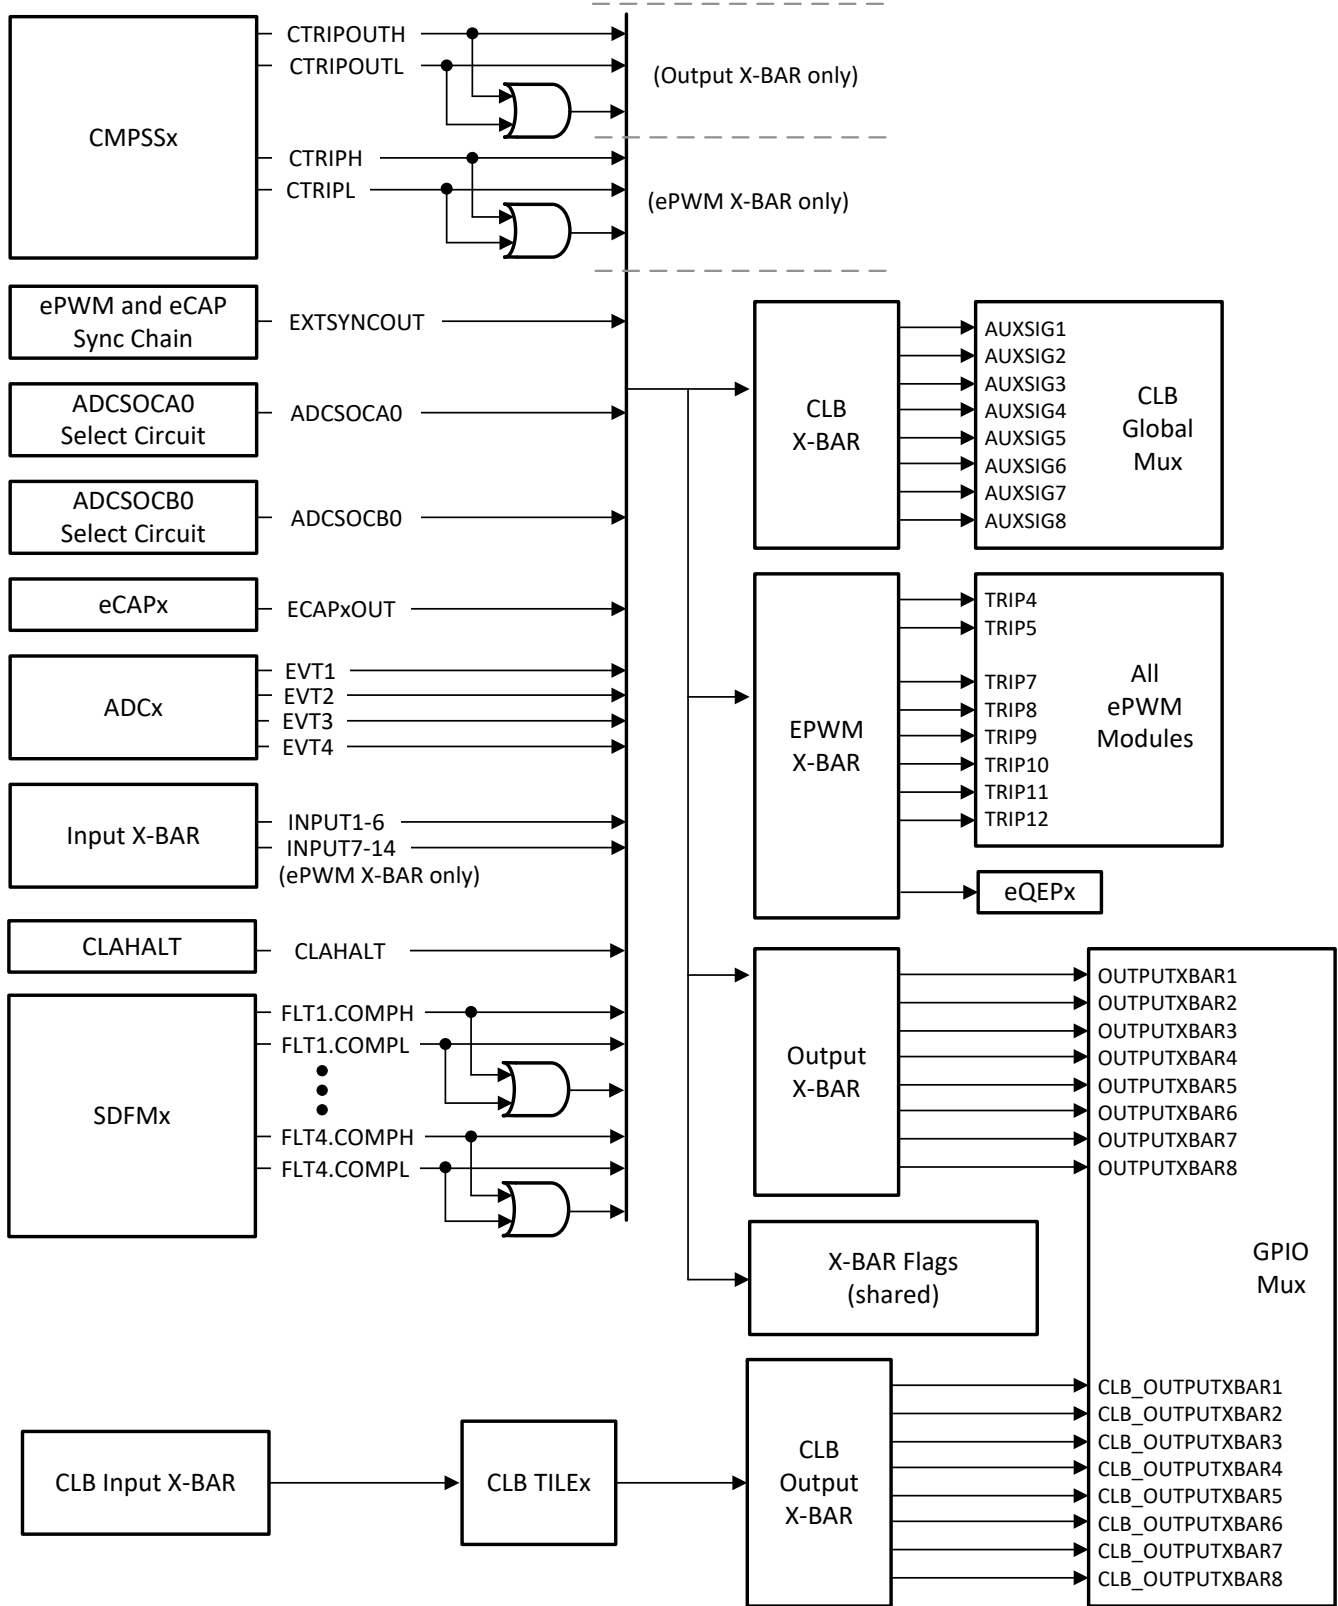 CMPSSx
CTRIPOUTH
CTRIPOUTL
(Output X-BAR only)
CTRIPH
CTRIPL
(ePWM X-BAR only)
ePWM and eCAP
Sync Chain
EXTSYNCOUT
ADCSOCA0
Select Circuit
ADCSOCA0
ADCSOCB0
Select Circuit
ADCSOCB0
eCAPx
ECAPxOUT
ADCx
EVT1
EVT2
EVT3
EVT4
Input X-BAR
INPUT1-6
INPUT7-14
(ePWM X-BAR only)
CLAHALT
CLAHALT
SDFMx
FLT1.COMPH
FLT1.COMPL
FLT4.COMPH
FLT4.COMPL
CLB
X-BAR
AUXSIG1
AUXSIG2
AUXSIG3
AUXSIG4
AUXSIG5
AUXSIG6
AUXSIG7
AUXSIG8
CLB
Global
Mux
EPWM
X-BAR
TRIP4
TRIP5
TRIP7
TRIP8
TRIP9
TRIP10
TRIP11
TRIP12
All
ePWM
Modules
eQEPx
Output
X-BAR
OUTPUTXBAR1
OUTPUTXBAR2
OUTPUTXBAR3
OUTPUTXBAR4
OUTPUTXBAR5
OUTPUTXBAR6
OUTPUTXBAR7
OUTPUTXBAR8
X-BAR Flags
(shared)
GPIO
Mux
CLB Input X-BAR
CLB TILEx
CLB
Output
X-BAR
CLB_OUTPUTXBAR1
CLB_OUTPUTXBAR2
CLB_OUTPUTXBAR3
CLB_OUTPUTXBAR4
CLB_OUTPUTXBAR5
CLB_OUTPUTXBAR6
CLB_OUTPUTXBAR7
CLB_OUTPUTXBAR8